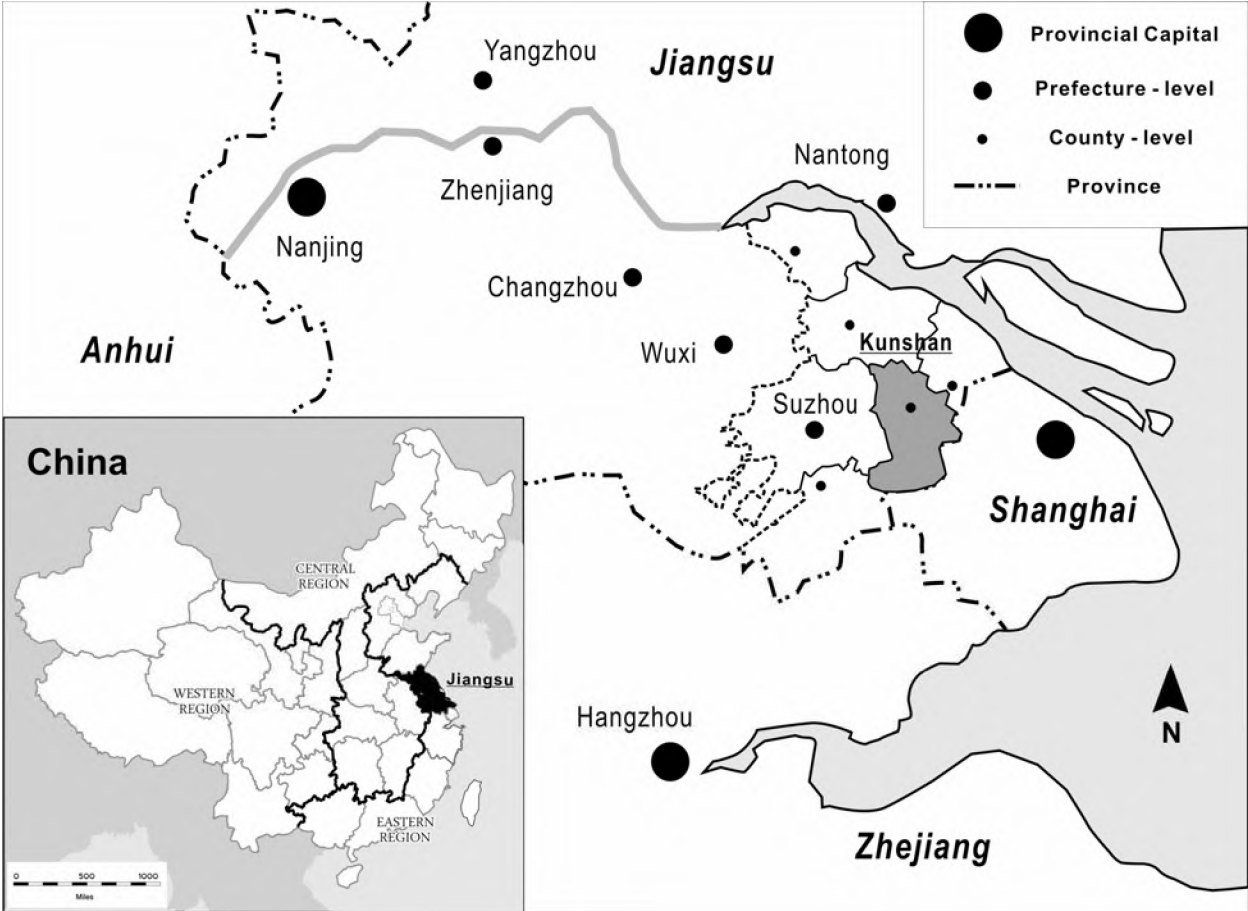 Yangzhou
Jiangsu
Provincial Capital
Prefecture - level
County - level
Province
Nantong
Zhenjiang
Nanjing
Changzhou
Anhui
Wuxi
Kunshan
Suzhou
Shanghai
China
CENTRAL
REGION
WESTERN
REGION
Jiangsu
EASTERN
REGION
0 500 1000
Miles
Hangzhou
N
Zhejiang